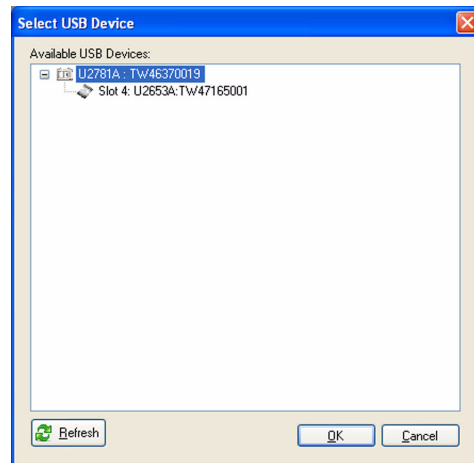 Select USB Device
Available USB Devices:
U2781A : TW46370019
Slot 4: U2653A:TW47165001
Refresh
OK
Cancel